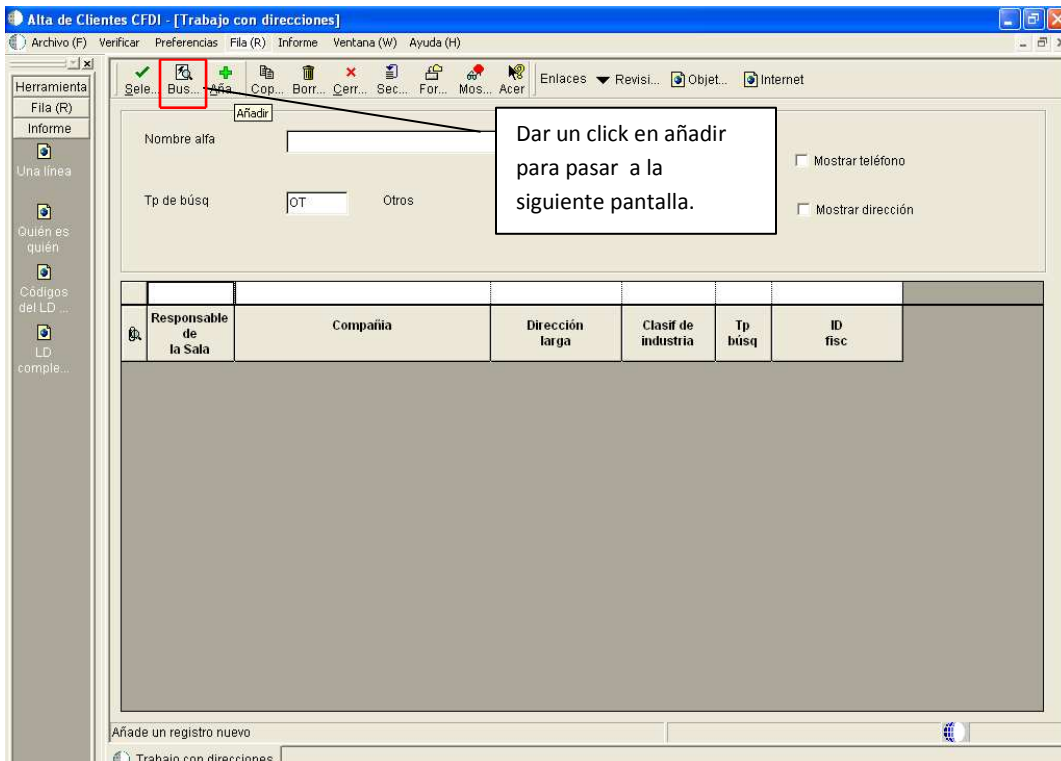 Alta de Clientes CFDI - [Trabajo con direcciones]
Archivo (F) Verificar Preferencias Fila (R) Informe Ventana (W) Ayuda (H)
Herramienta
Fila (R)
Informe
Una línea
Quién es
quién
Códigos
del LD ...
LD
comple...
Sele... Bus... Aña... Cop... Borr... Cerr... Sec... For... Mos... Acer Enlaces Revisi... Objet... Internet
Añadir
Nombre alfa
Dar un click en añadir
para pasar a la
siguiente pantalla.
Mostrar teléfono
Tp de búsq OT Otros
Mostrar dirección
Responsable
de
la Sala
Compañia
Dirección
larga
Clasif de
industria
Tp
búsq
ID
fisc
Añade un registro nuevo
Trabajo con direcciones